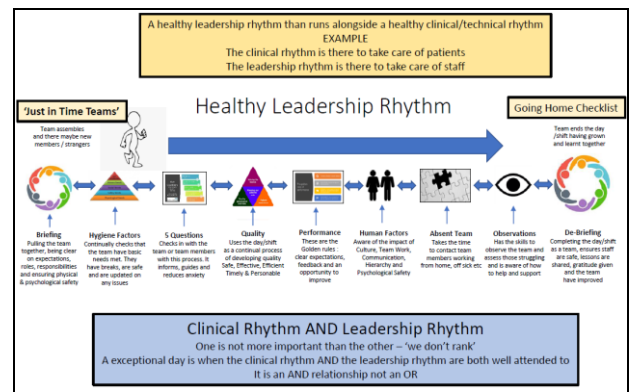 A healthy leadership rhythm than runs alongside a healthy clinical/technical rhythm
EXAMPLE
The clinical rhythm is there to take care of patients
The leadership rhythm is there to take care of staff
'Just in Time Teams'
Healthy Leadership Rhythm
Going Home Checklist
Team assembles
and there maybe new
members / strangers
Team ends the day
/shift having grown
and learnt together
Briefing
Pulling the team
together, being clear
on expectations,
roles, responsibilities
and ensuring physical
& psychological safety
Hygiene Factors
Continually checks that
the team have basic
needs met. They
have breaks, are safe
and are updated on
any issues
5 Questions
Checks in with the
team or team members
with this process. It
informs, guides and
reduces anxiety
Quality
Uses the day/shift
as a continual process
of developing quality
Safe, Effective, Efficient
Timely & Personable
Performance
These are the
Golden rules :
clear expectations,
feedback and an
opportunity to
improve
Human Factors
Aware of the impact of
Culture, Team Work,
Communication,
Hierarchy and
Psychological Safety
Absent Team
Takes the time
to contact team
members working
from home, off sick etc
Observations
Has the skills to
observe the team and
assess those struggling
and is aware of how
to help and support
De-Briefing
Completing the day/shift
as a team, ensures staff
are safe, lessons are
shared, gratitude given
and the team
have improved
Clinical Rhythm AND Leadership Rhythm
One is not more important than the other – 'we don't rank'
A exceptional day is when the clinical rhythm AND the leadership rhythm are both well attended to
It is an AND relationship not an OR